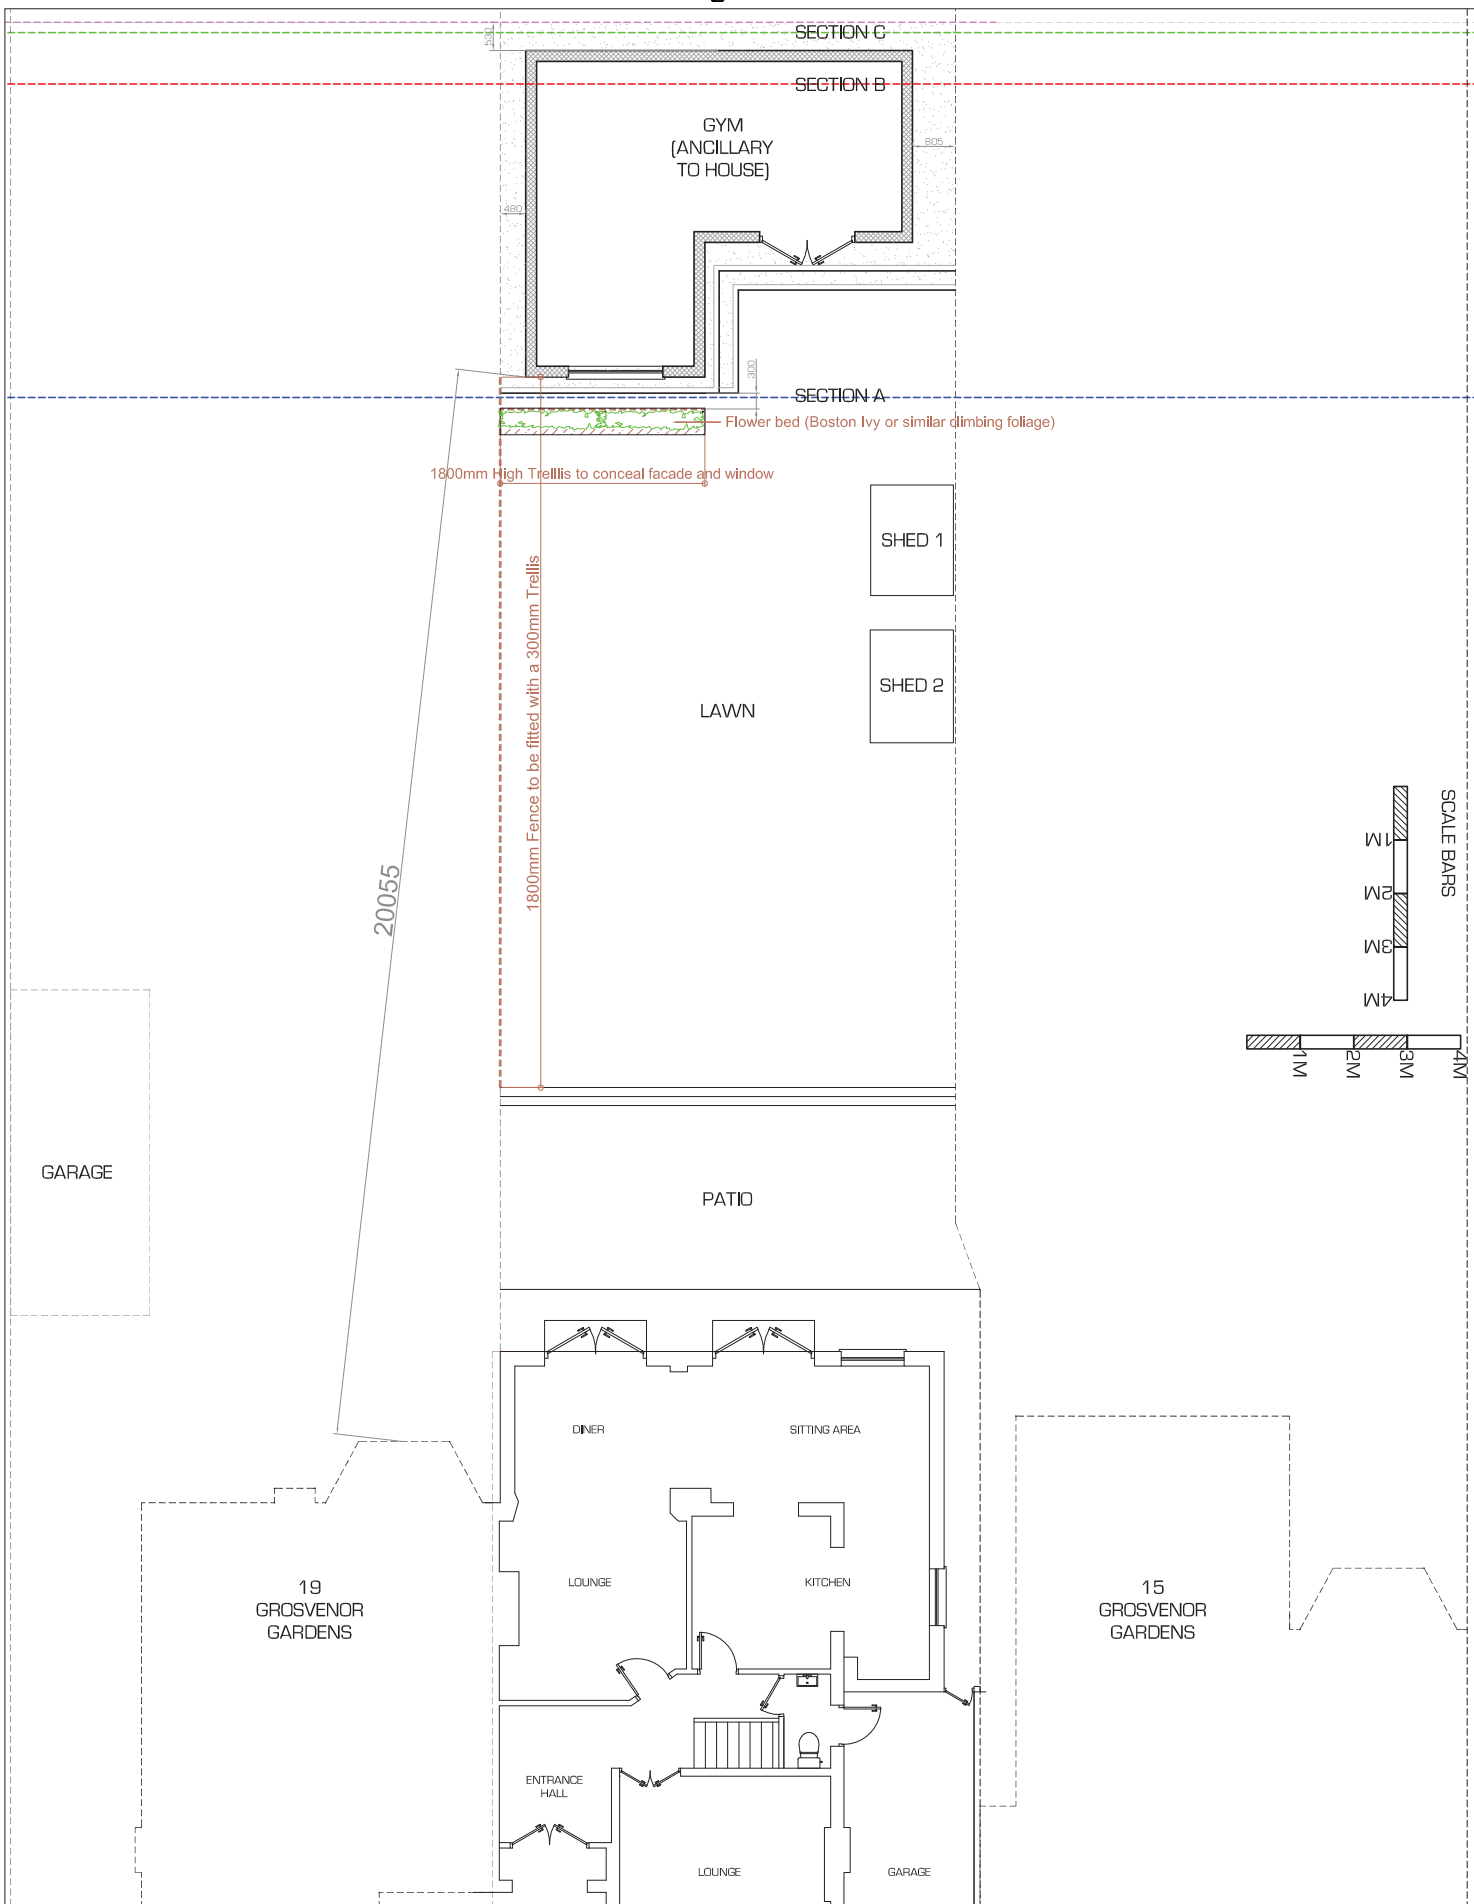 SECTION C
530
SECTION B
GYM
(ANCILLARY
TO HOUSE)
805
480
300
SECTION A
Flower bed (Boston Ivy or similar climbing foliage)
1800mm High Trelllis to conceal facade and window
SHED 1
1800mm Fence to be fitted with a 300mm Trellis
SHED 2
LAWN
SCALE BARS
1M
2M
3M
4M
20055
1M
2M
3M
4M
GARAGE
PATIO
DINER
SITTING AREA
LOUNGE
KITCHEN
19
GROSVENOR
GARDENS
15
GROSVENOR
GARDENS
ENTRANCE
HALL
LOUNGE
GARAGE